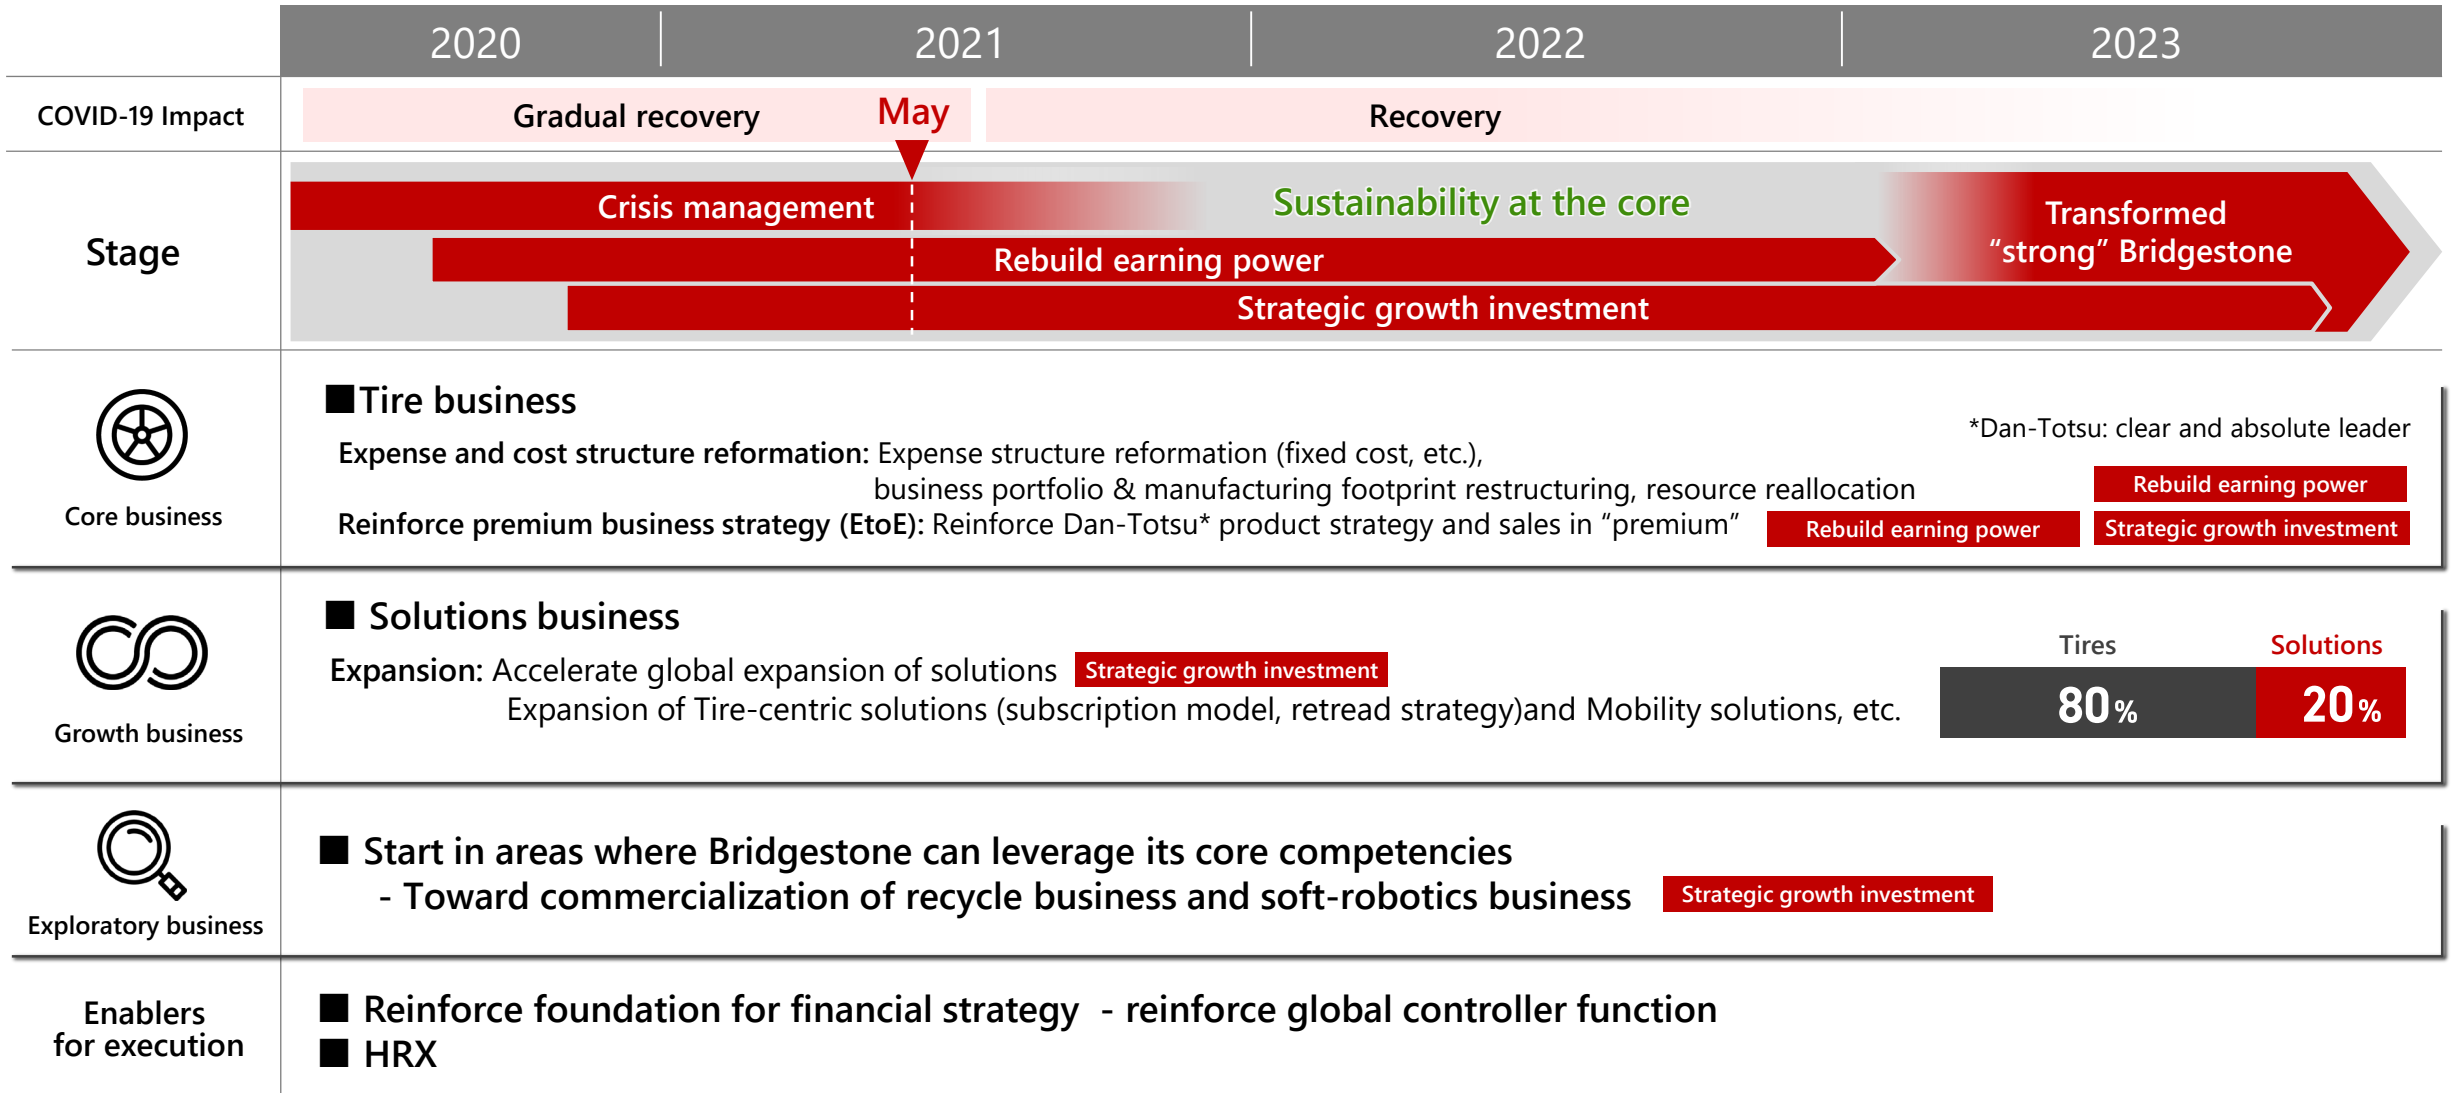 2020 2021 2022 2023
COVID-19 Impact
Gradual recovery
May
Recovery
Stage
Crisis management
Sustainability at the core
Rebuild earning power
Strategic growth investment
Transformed
“strong” Bridgestone
Core business
■Tire business
*Dan-Totsu: clear and absolute leader
Expense and cost structure reformation: Expense structure reformation (fixed cost, etc.),
business portfolio & manufacturing footprint restructuring, resource reallocation
Rebuild earning power
Reinforce premium business strategy (EtoE): Reinforce Dan-Totsu* product strategy and sales in “premium”
Rebuild earning power
Strategic growth investment
Growth business
■ Solutions business
Expansion: Accelerate global expansion of solutions
Strategic growth investment
Expansion of Tire-centric solutions (subscription model, retread strategy)and Mobility solutions, etc.
Tires Solutions
80% 20%
Exploratory business
■ Start in areas where Bridgestone can leverage its core competencies
- Toward commercialization of recycle business and soft-robotics business
Strategic growth investment
Enablers
for execution
■ Reinforce foundation for financial strategy - reinforce global controller function
■ HRX